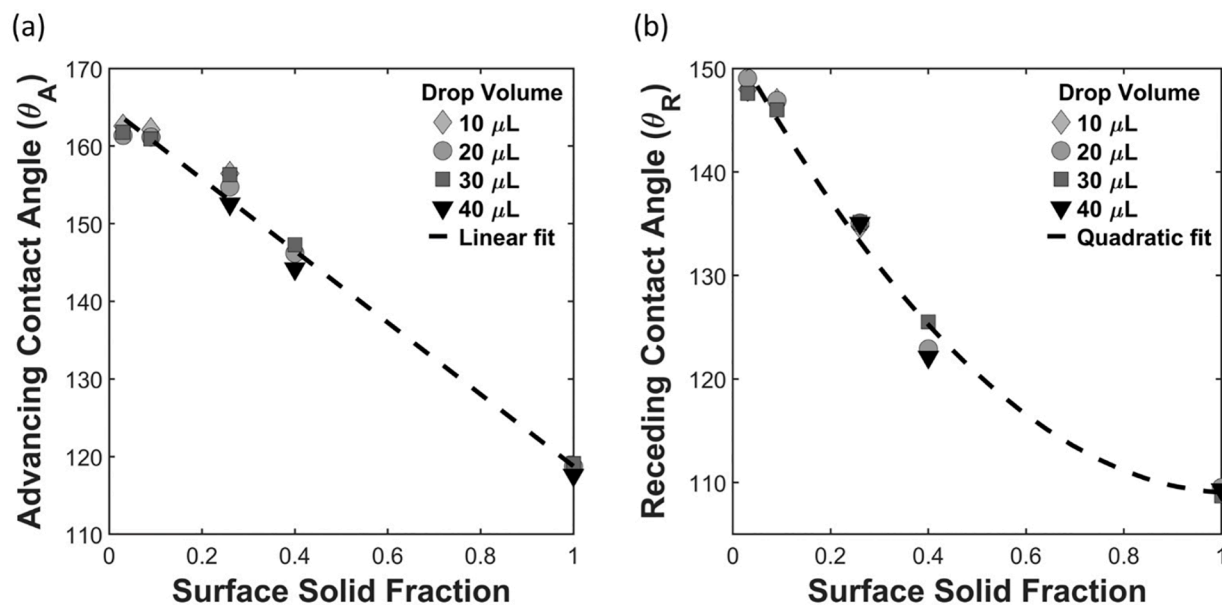 (a)
Advancing Contact Angle (θ_A)
170
160
150
140
130
120
110
Drop Volume
10 μL
20 μL
30 μL
40 μL
Linear fit
0
0.2
0.4
0.6
0.8
1
Surface Solid Fraction
(b)
Receding Contact Angle (θ_R)
150
140
130
120
110
Drop Volume
10 μL
20 μL
30 μL
40 μL
Quadratic fit
0
0.2
0.4
0.6
0.8
1
Surface Solid Fraction